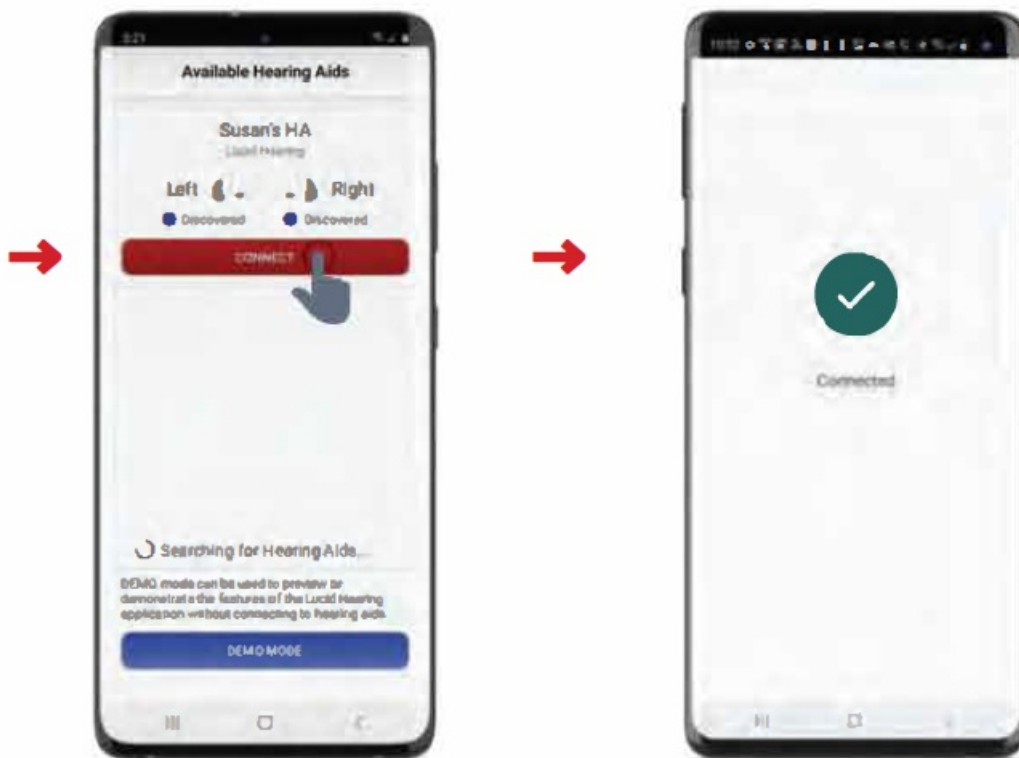 3:21
Available Hearing Aids
Susan's HA
Lucid Hearing
Left Right
Discovered Discovered
CONNECT
Searching for Hearing Aids...
DEMO mode can be used to preview or
demonstrate the features of the Lucid Hearing
application without connecting to hearing aids
DEMO MODE
Connected